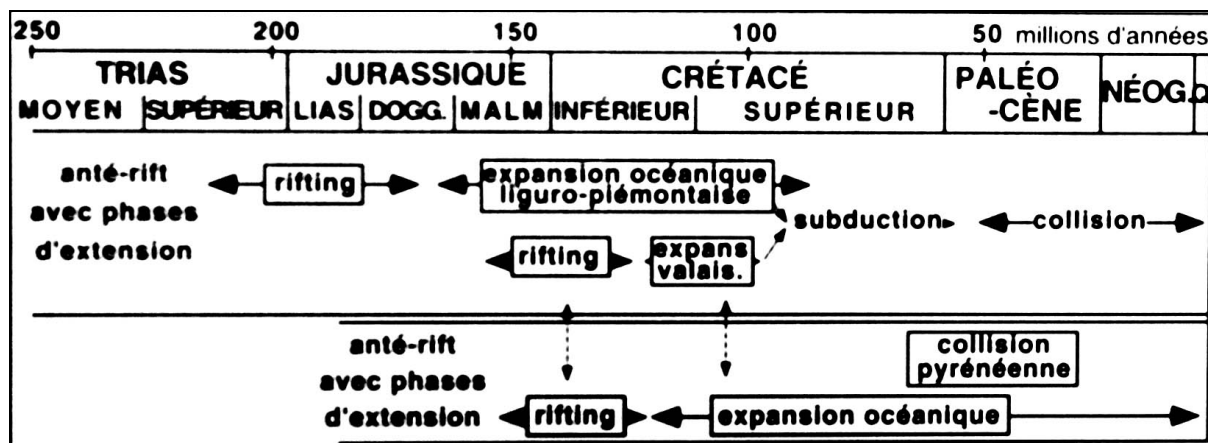 250 200 150 100 50 millions d'années
TRIAS JURASSIQUE CRÉTACÉ PALÉO
-CÈNE NÉOG. Q
MOYEN SUPÉRIEUR LIAS DOGG. MALM INFÉRIEUR SUPÉRIEUR
anté-rift
avec phases
d'extension
rifting
expansion océanique
liguro-piémontaise
subduction
collision
rifting
expans
valais.
anté-rift
avec phases
d'extension
collision
pyrénéenne
rifting
expansion océanique